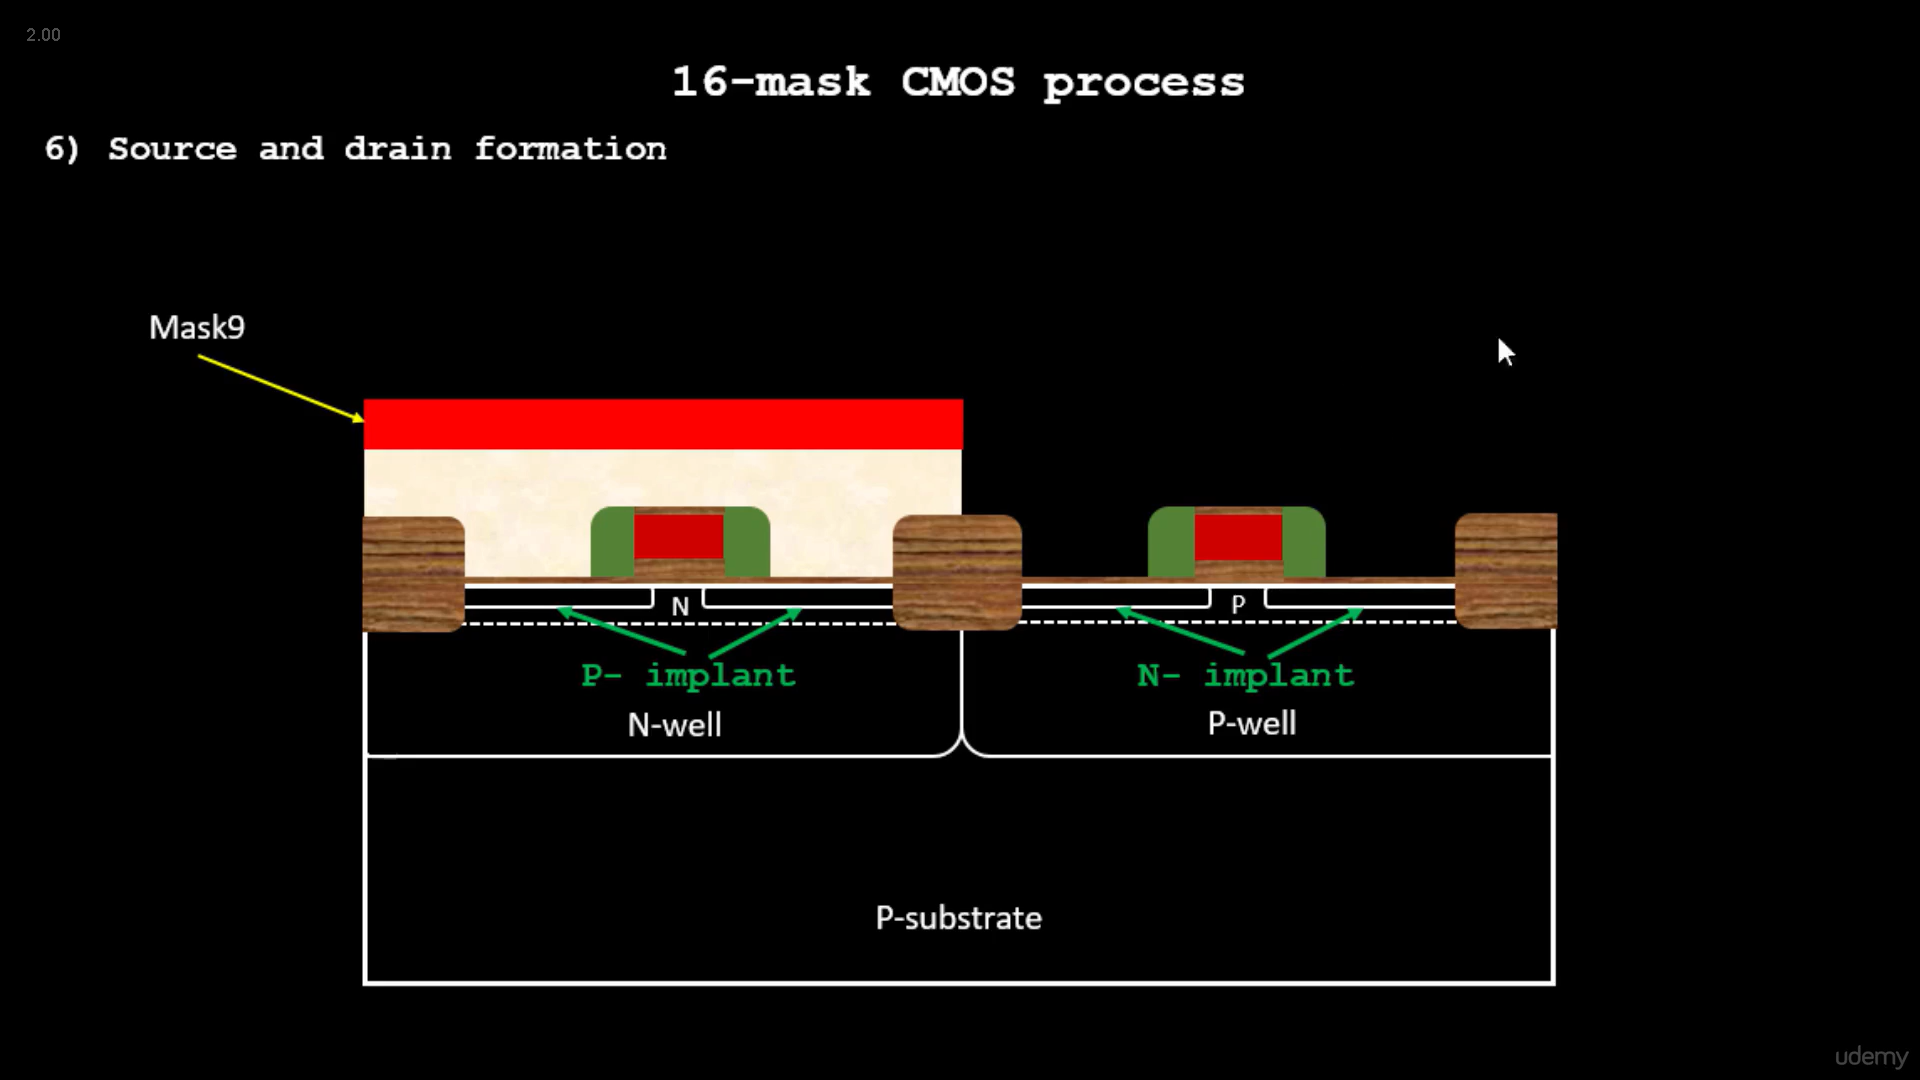 2.00
16-mask CMOS process
6) Source and drain formation
Mask9
N
P
P- implant
N- implant
N-well
P-well
P-substrate
udemy